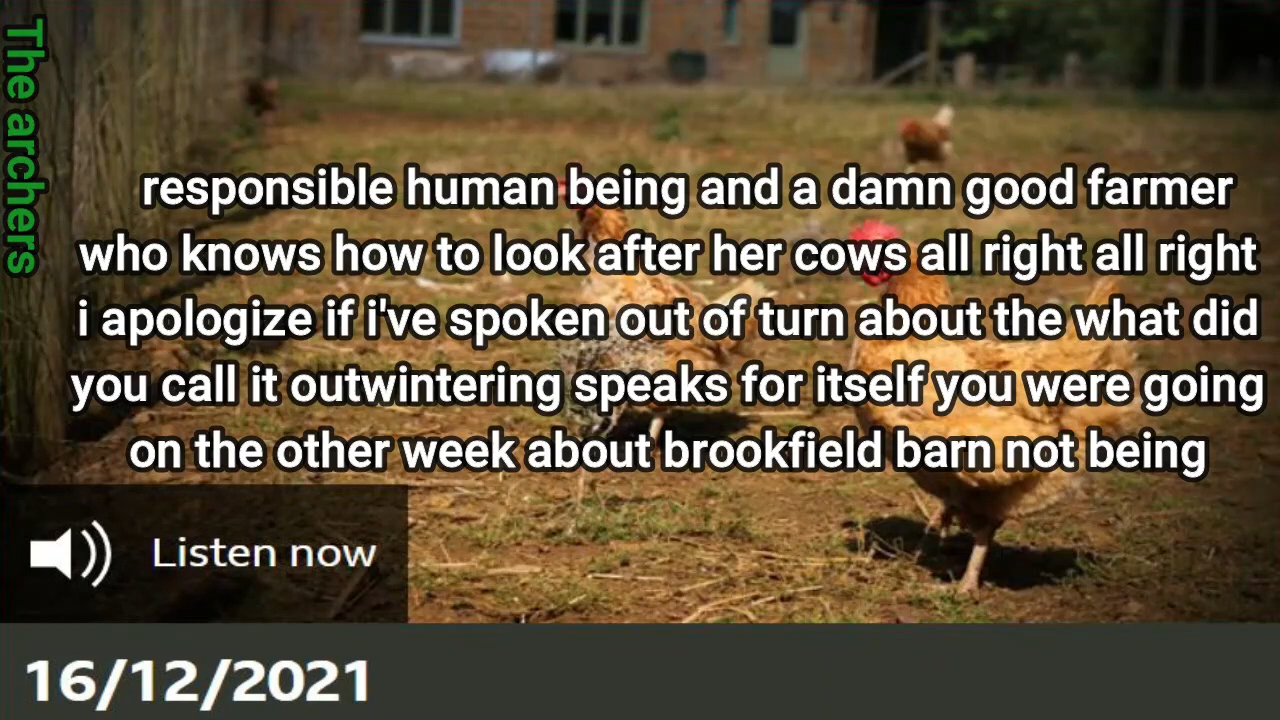 The archers
responsible human being and a damn good farmer
who knows how to look after her cows all right all right
i apologize if i've spoken out of turn about the what did
you call it outwintering speaks for itself you were going
on the other week about brookfield barn not being
Listen now
16/12/2021